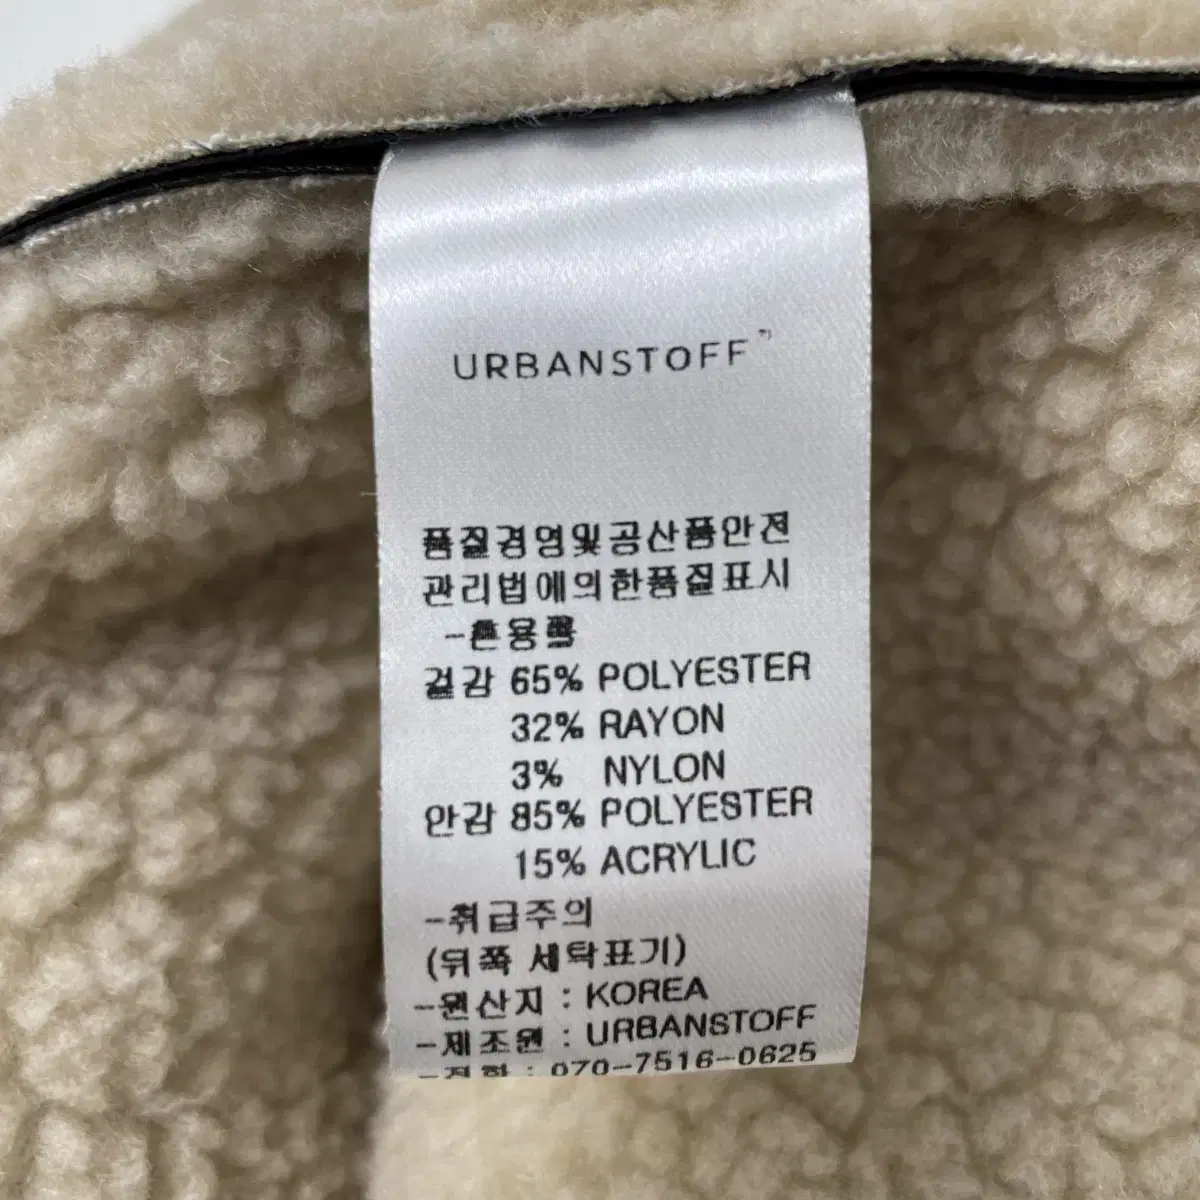 URBANSTOFF
품질경영및공산품안전
관리법에의한품질표시
-혼용률
겉감 65% POLYESTER
32% RAYON
3% NYLON
안감 85% POLYESTER
15% ACRYLIC
-취급주의
(뒤쪽 세탁표기)
-원산지 : KOREA
-제조원 : URBANSTOFF
-전화 : 070-7516-0625